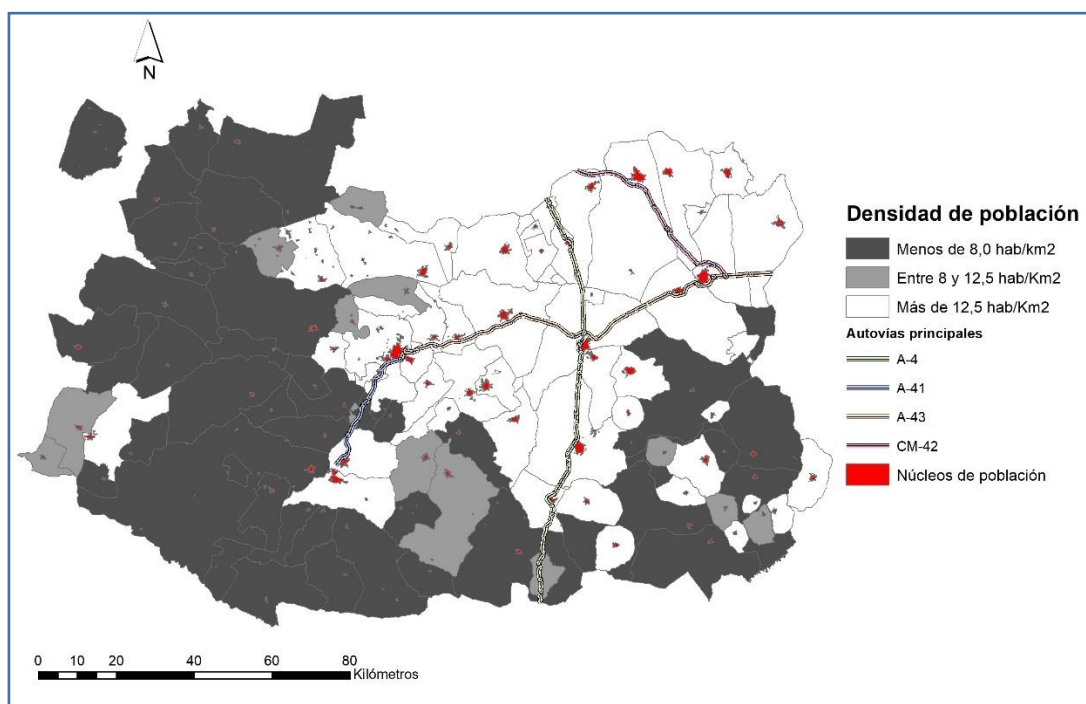 N
Densidad de población
Menos de 8,0 hab/km2
Entre 8 y 12,5 hab/Km2
Más de 12,5 hab/Km2
Autovías principales
A-4
A-41
A-43
CM-42
Núcleos de población
0 10 20 40 60 80
Kilómetros